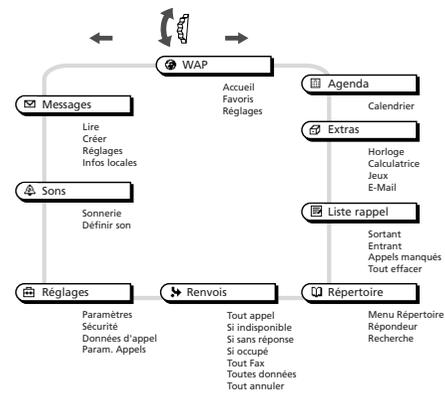 WAP
Accueil
Favoris
Réglages
Agenda
Calendrier
Messages
Lire
Créer
Réglages
Infos locales
Extras
Horloge
Calculatrice
Jeux
E-Mail
Sons
Sonnerie
Définir son
Liste rappel
Sortant
Entrant
Appels manqués
Tout effacer
Réglages
Paramètres
Sécurité
Données d'appel
Param. Appels
Renvois
Tout appel
Si indisponible
Si sans réponse
Si occupé
Tout Fax
Toutes données
Tout annuler
Répertoire
Menu Répertoire
Répondeur
Recherche